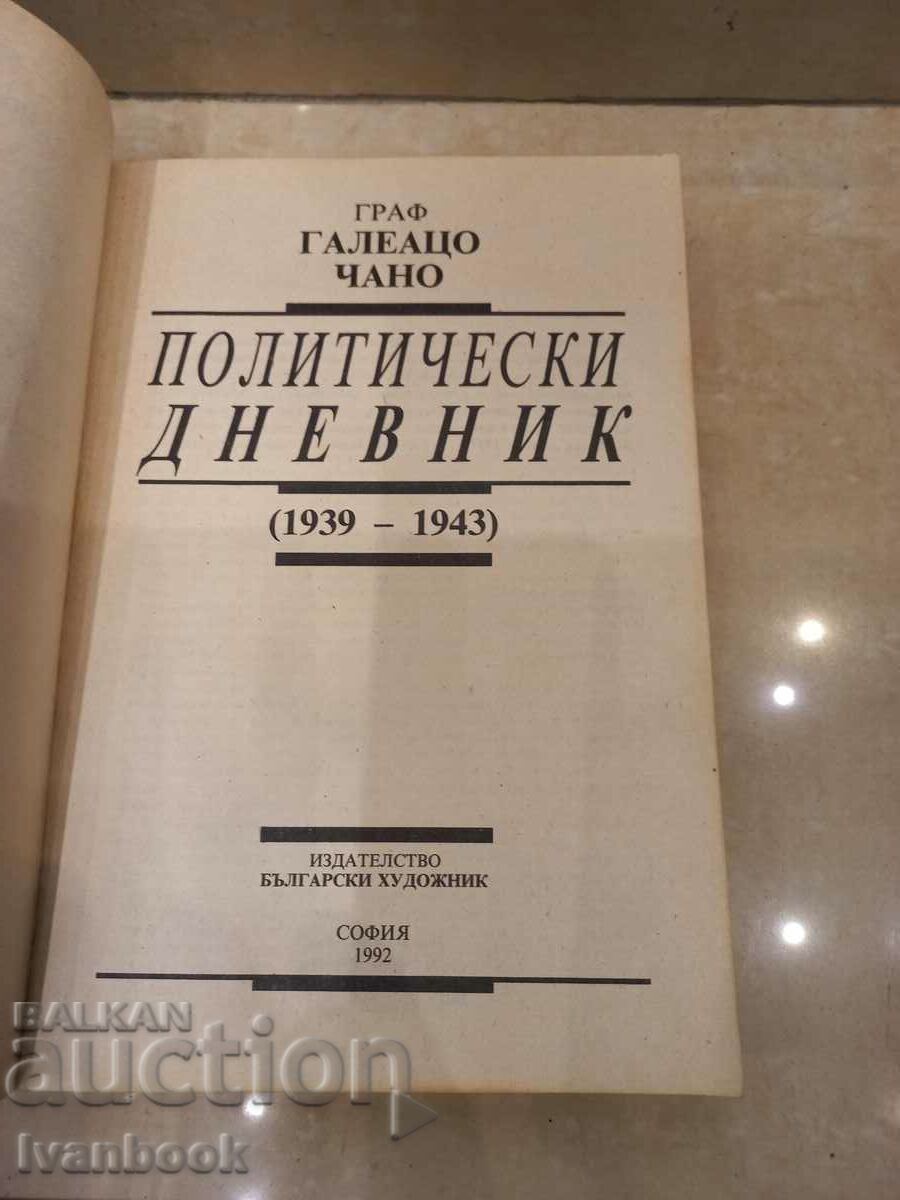 ГРАФ
ГАЛЕАЦО
ЧАНО
ПОЛИТИЧЕСКИ
ДНЕВНИК
(1939 – 1943)
ИЗДАТЕЛСТВО
БЪЛГАРСКИ ХУДОЖНИК
СОФИЯ
1992
BALKAN
auction
Ivanbook